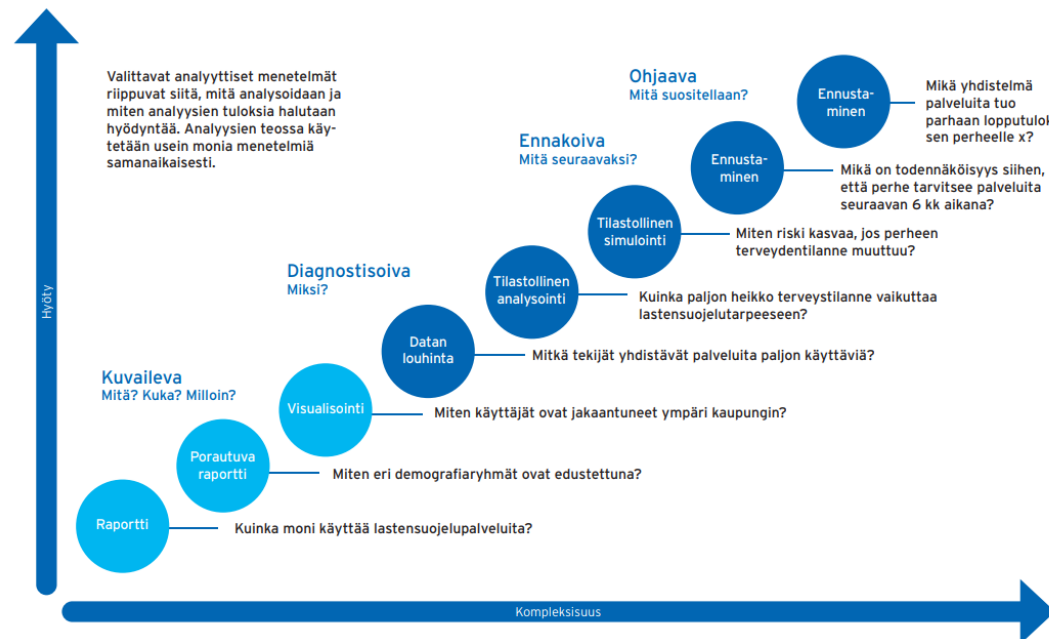 Valittavat analyyttiset menetelmät
riippuvat siitä, mitä analysoidaan ja
miten analyysien tuloksia halutaan
hyödyntää. Analyysien teossa käy-
tetään usein monia menetelmiä
samanaikaisesti.
Ohjaava
Mitä suositellaan?
Ennusta-
minen
Mikä yhdistelmä
palveluita tuo
parhaan lopputulok
sen perheelle x?
Ennakoiva
Mitä seuraavaksi?
Ennusta-
minen
Mikä on todennäköisyys siihen,
että perhe tarvitsee palveluita
seuraavan 6 kk aikana?
Tilastollinen
simulointi
Miten riski kasvaa, jos perheen
terveydentilanne muuttuu?
Diagnostisoiva
Miksi?
Tilastollinen
analysointi
Kuinka paljon heikko terveystilanne vaikuttaa
lastensuojelutarpeeseen?
Datan
louhinta
Mitkä tekijät yhdistävät palveluita paljon käyttäviä?
Kuvaileva
Mitä? Kuka? Milloin?
Visualisointi
Miten käyttäjät ovat jakaantuneet ympäri kaupungin?
Porautuva
raportti
Miten eri demografiaryhmät ovat edustettuna?
Raportti
Kuinka moni käyttää lastensuojelupalveluita?
Hyöty
Kompleksisuus